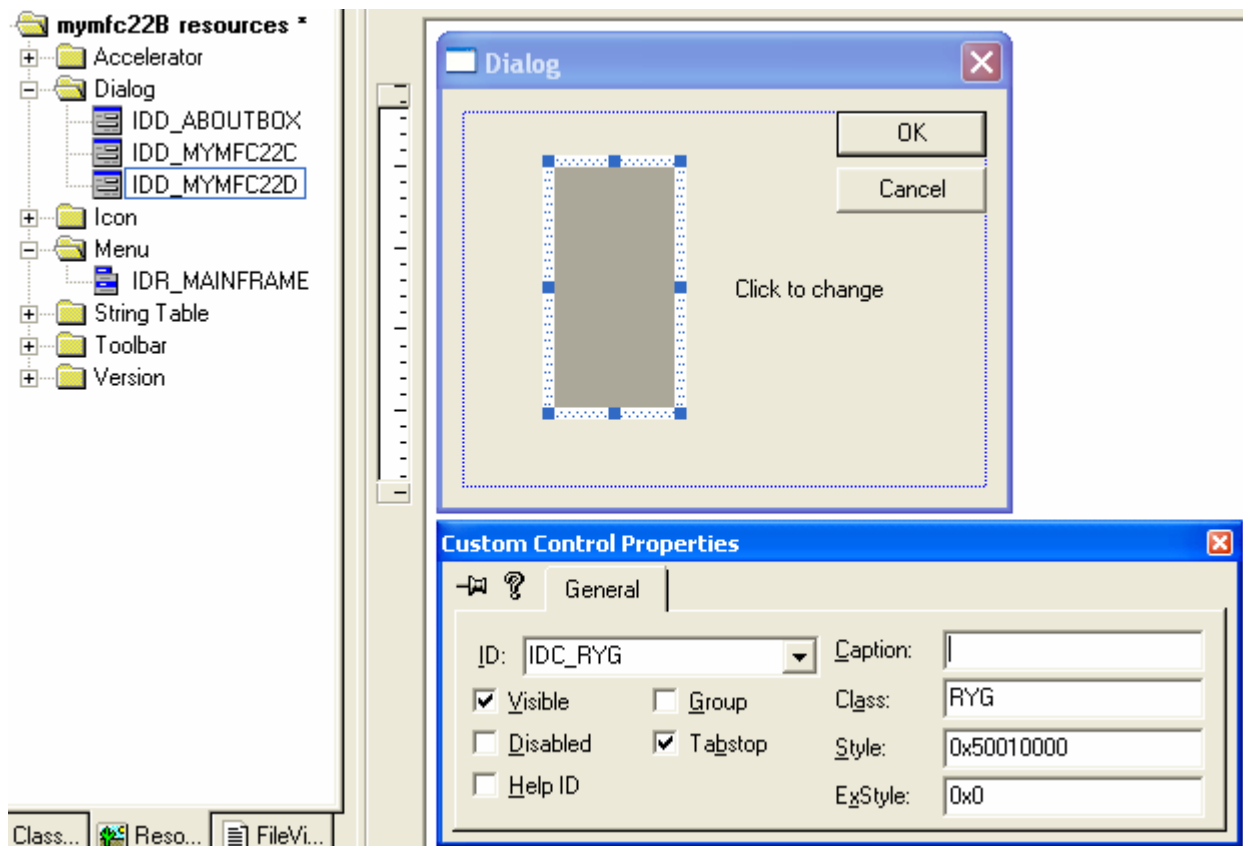 mymfc22B resources *
Accelerator
Dialog
IDD_ABOUTBOX
IDD_MYMFC22C
IDD_MYMFC22D
Icon
Menu
IDR_MAINFRAME
String Table
Toolbar
Version
Class...
Reso...
FileVi...
Dialog
OK
Cancel
Click to change
Custom Control Properties
General
ID: IDC_RYG
Caption:
Visible
Group
Class: RYG
Disabled
Tabstop
Style: 0x50010000
Help ID
ExStyle: 0x0